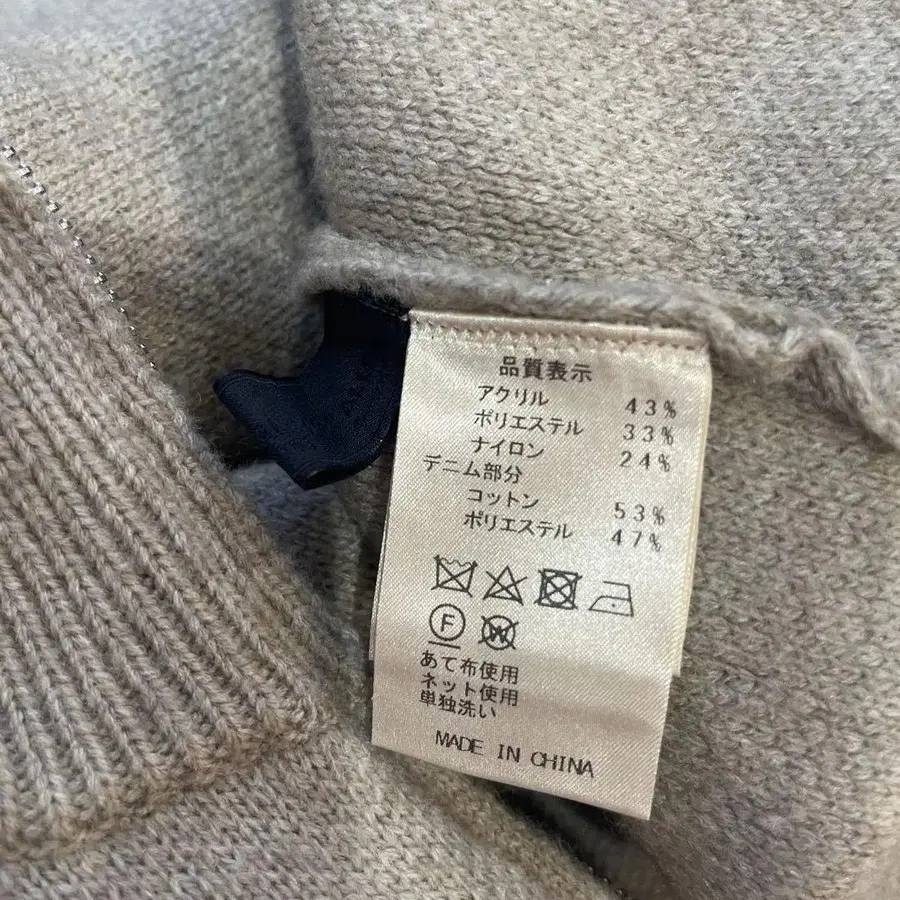 品質表示
アクリル 43%
ポリエステル 33%
ナイロン 24%
デニム部分
コットン 53%
ポリエステル 47%
F W
あて布使用
ネット使用
単独洗い
MADE IN CHINA